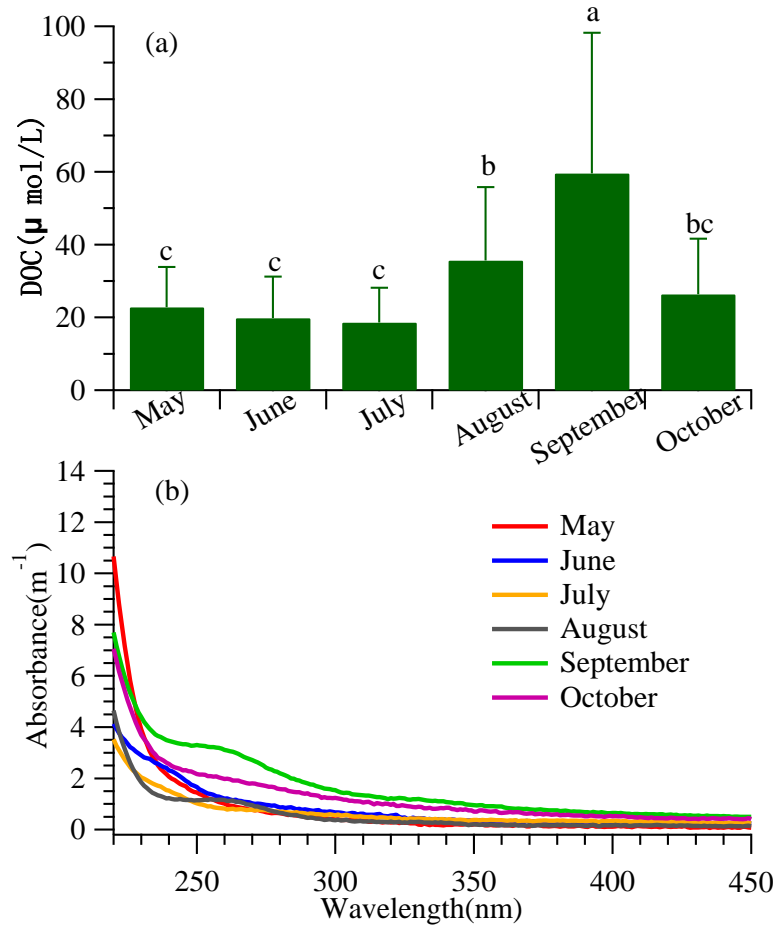 (a)
a
b
bc
c
c
c
100
80
60
40
20
0
DOC(μ mol/L)
May
June
July
August
September
October
(b)
14
12
10
8
6
4
2
0
Absorbance(m⁻¹)
May
June
July
August
September
October
250
300
350
400
450
Wavelength(nm)